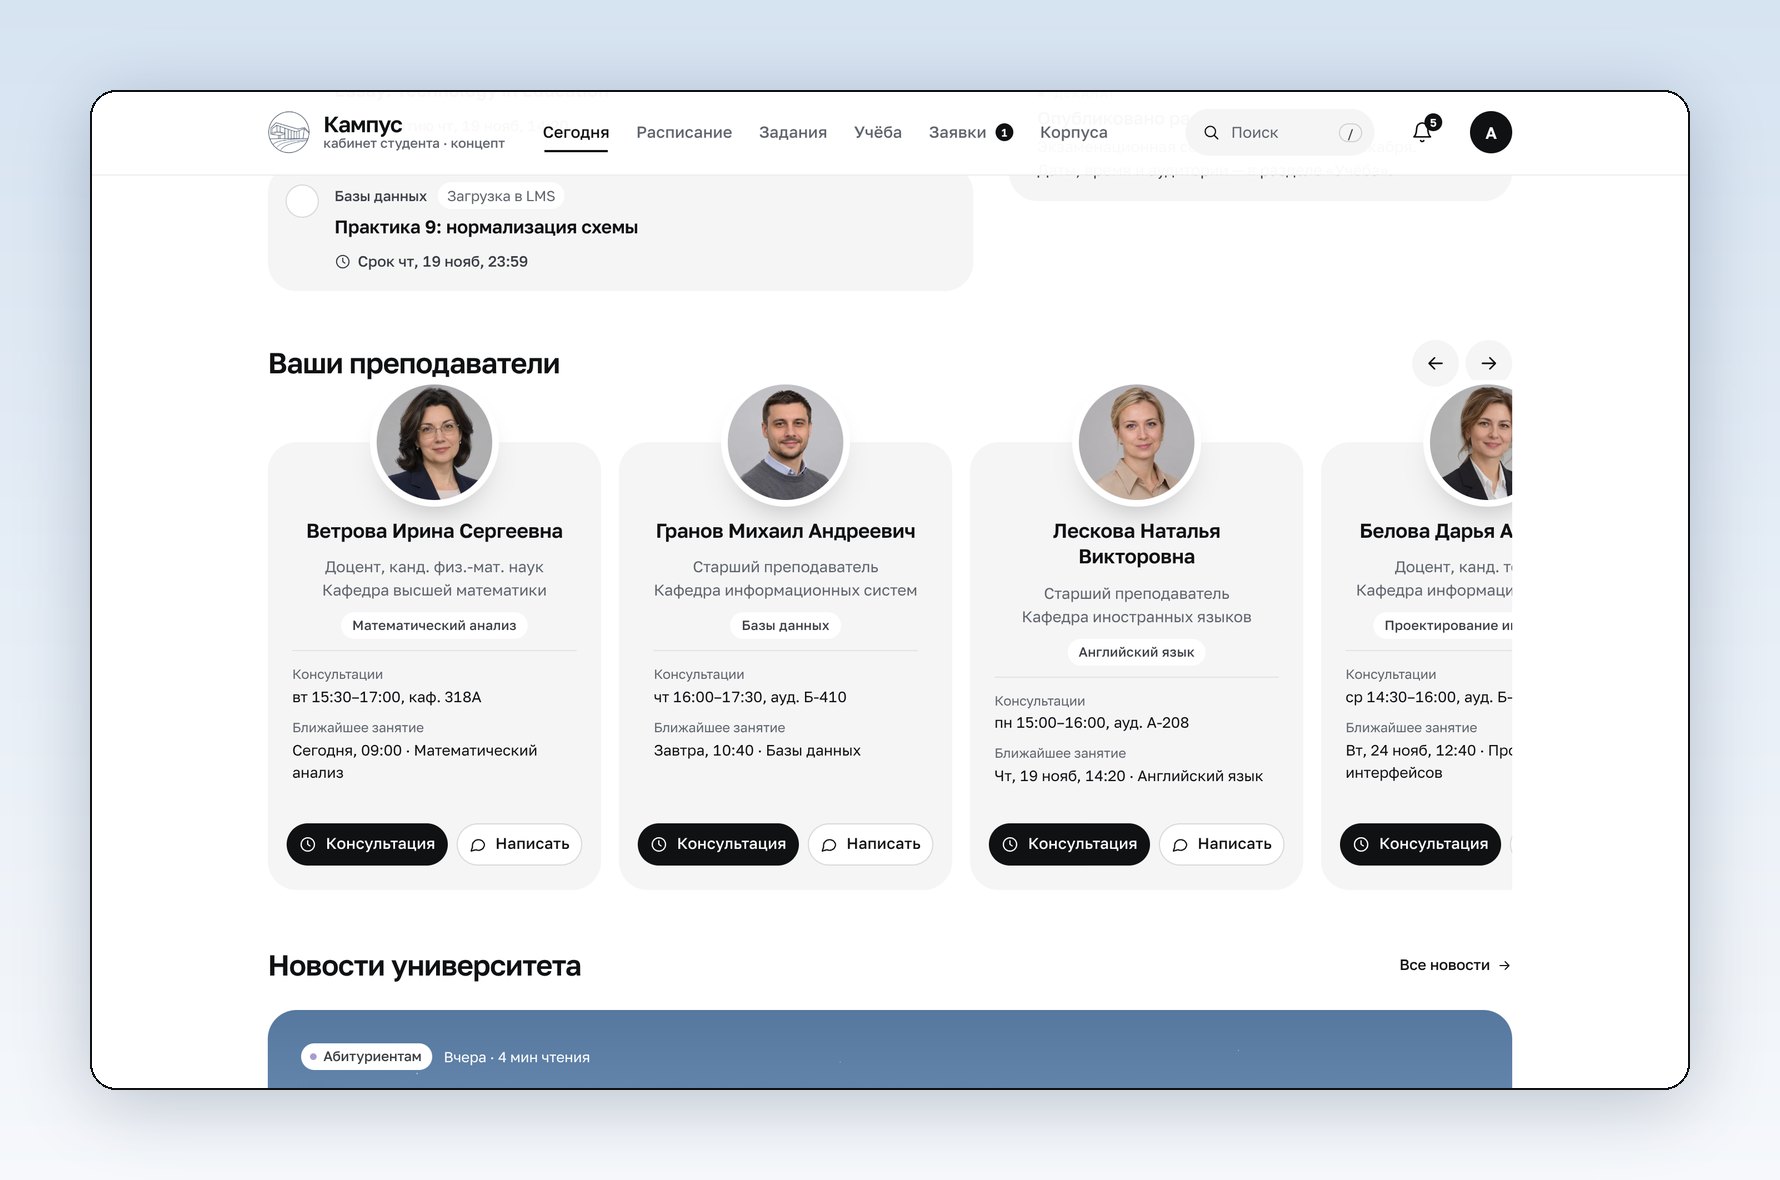 Кампус
кабинет студента · концепт
Сегодня
Расписание
Задания
Учёба
Заявки 1
Корпуса
Поиск /
5
А
Базы данных Загрузка в LMS
Практика 9: нормализация схемы
Срок чт, 19 нояб, 23:59
Ваши преподаватели
Ветрова Ирина Сергеевна
Доцент, канд. физ.-мат. наук
Кафедра высшей математики
Математический анализ
Консультации
вт 15:30–17:00, каф. 318А
Ближайшее занятие
Сегодня, 09:00 · Математический
анализ
Консультация
Написать
Гранов Михаил Андреевич
Старший преподаватель
Кафедра информационных систем
Базы данных
Консультации
чт 16:00–17:30, ауд. Б-410
Ближайшее занятие
Завтра, 10:40 · Базы данных
Консультация
Написать
Лескова Наталья
Викторовна
Старший преподаватель
Кафедра иностранных языков
Английский язык
Консультации
пн 15:00–16:00, ауд. А-208
Ближайшее занятие
Чт, 19 нояб, 14:20 · Английский язык
Консультация
Написать
Белова Дарья А
Доцент, канд.
Кафедра информаци
Проектирование
Консультации
ср 14:30–16:00, ауд. Б-
Ближайшее занятие
Вт, 24 нояб, 12:40 · Про
интерфейсов
Консультация
Новости университета
Все новости →
Абитуриентам Вчера · 4 мин чтения